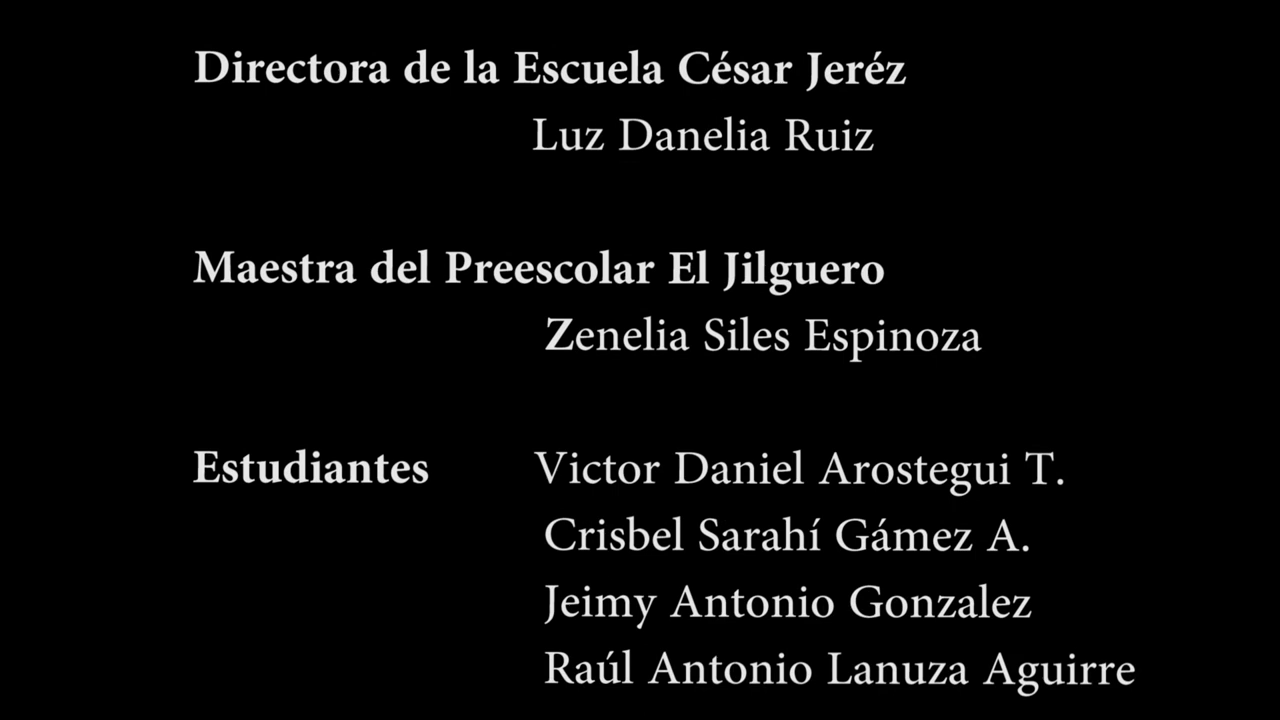 Directora de la Escuela César Jeréz
Luz Danelia Ruiz
Maestra del Preescolar El Jilguero
Zenelia Siles Espinoza
Estudiantes Victor Daniel Arostegui T.
Crisbel Sarahí Gámez A.
Jeimy Antonio Gonzalez
Raúl Antonio Lanuza Aguirre